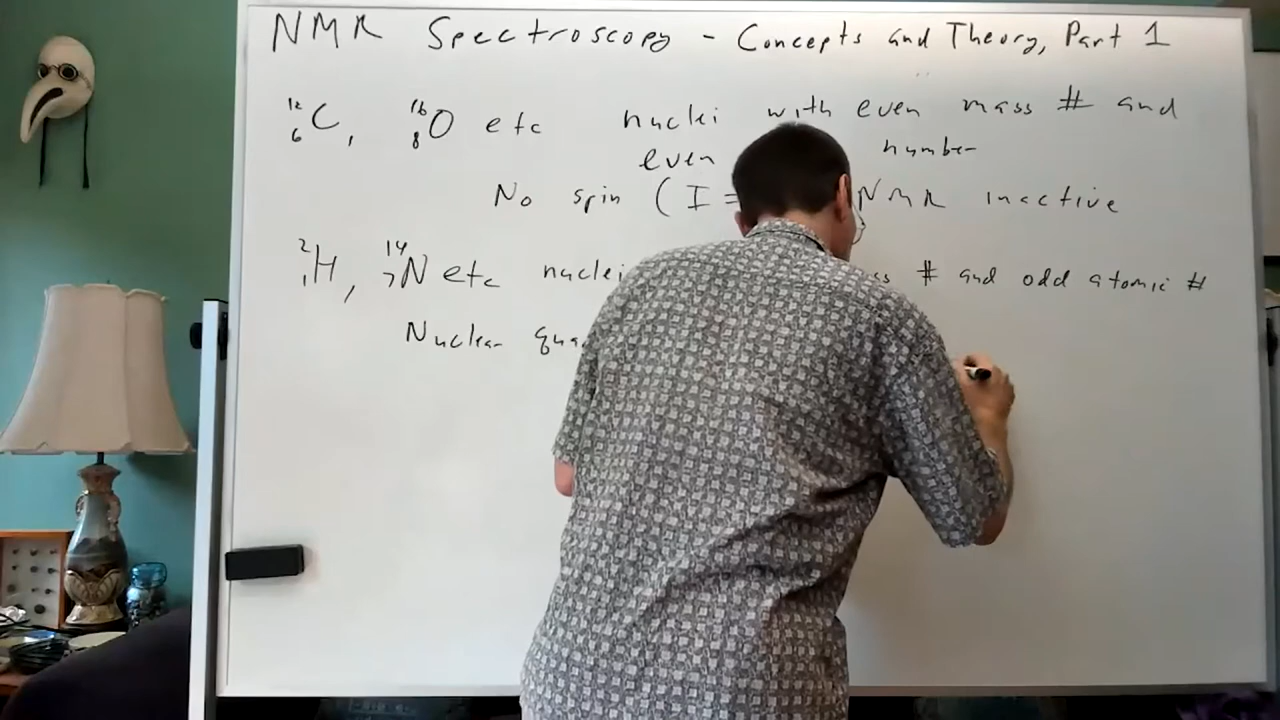 NMR Spectroscopy - Concepts and Theory, Part 1
¹²₆C, ¹⁶₈O etc nuclei with even mass # and
even number
No spin (I = NMR inactive
²₁H, ¹⁴₇N etc nuclei # and odd atomic #
Nuclear